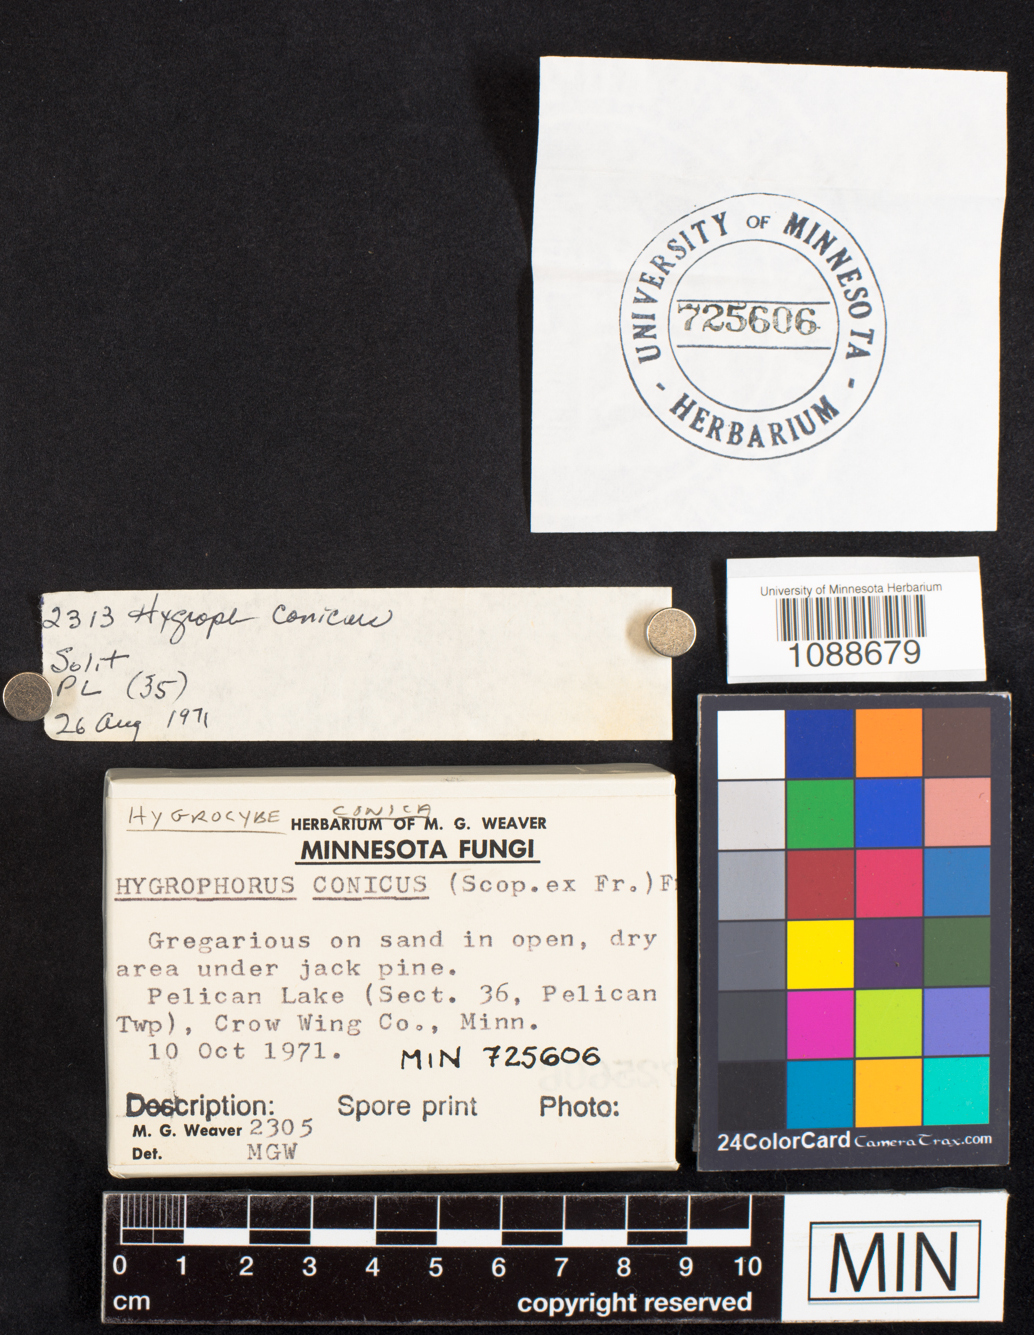 UNIVERSITY OF MINNESOTA
725606
- HERBARIUM -
University of Minnesota Herbarium
1088679
2313 Hygroph Conicus
Solit
PL (35)
26 Aug 1971
HYGROCYBE CONICA
HERBARIUM OF M. G. WEAVER
MINNESOTA FUNGI
HYGROPHORUS CONICUS (Scop.ex Fr.)Fr
Gregarious on sand in open, dry
area under jack pine.
Pelican Lake (Sect. 36, Pelican
Twp), Crow Wing Co., Minn.
10 Oct 1971. MIN 725606
Description: Spore print Photo:
M. G. Weaver 2305
Det. MGW
24ColorCard CameraTrax.com
0 1 2 3 4 5 6 7 8 9 10
cm copyright reserved
MIN